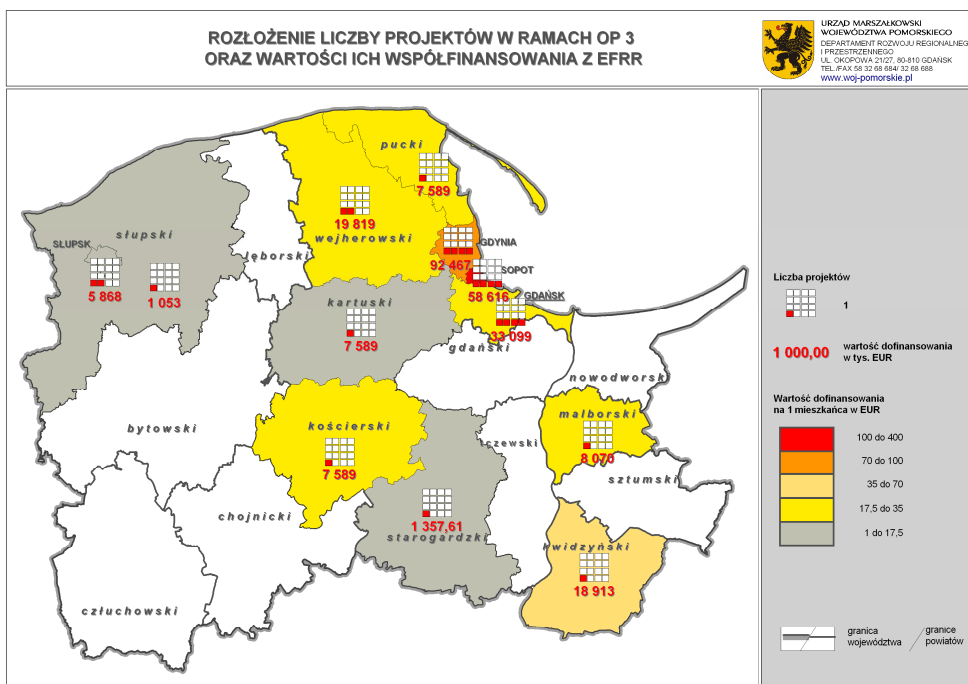 ROZŁOŻENIE LICZBY PROJEKTÓW W RAMACH OP 3
ORAZ WARTOŚCI ICH WSPÓŁFINANSOWANIA Z EFRR
URZĄD MARSZAŁKOWSKI
WOJEWÓDZTWA POMORSKIEGO
DEPARTAMENT ROZWOJU REGIONALNEG
I PRZESTRZENNEGO
UL. OKOPOWA 21/27, 80-810 GDAŃSK
TEL./FAX 58 32 68 684/ 32 68 688
www.woj-pomorskie.pl
pucki
7 589
19 819
wejherowski
słupski
SŁUPSK
5 868
1 053
lęborski
GDYNIA
92 467
SOPOT
58 616
GDAŃSK
33 099
kartuski
7 589
gdański
nowodworski
bytowski
kościerski
7 589
malborski
8 070
czewski
sztumski
chojnicki
1 357,61
starogardzki
kwidzyński
18 913
człuchowski
Liczba projektów
1
1 000,00
wartość dofinansowania
w tys. EUR
Wartość dofinansowania
na 1 mieszkańca w EUR
100 do 400
70 do 100
35 do 70
17,5 do 35
1 do 17,5
granica
województwa
granice
powiatów